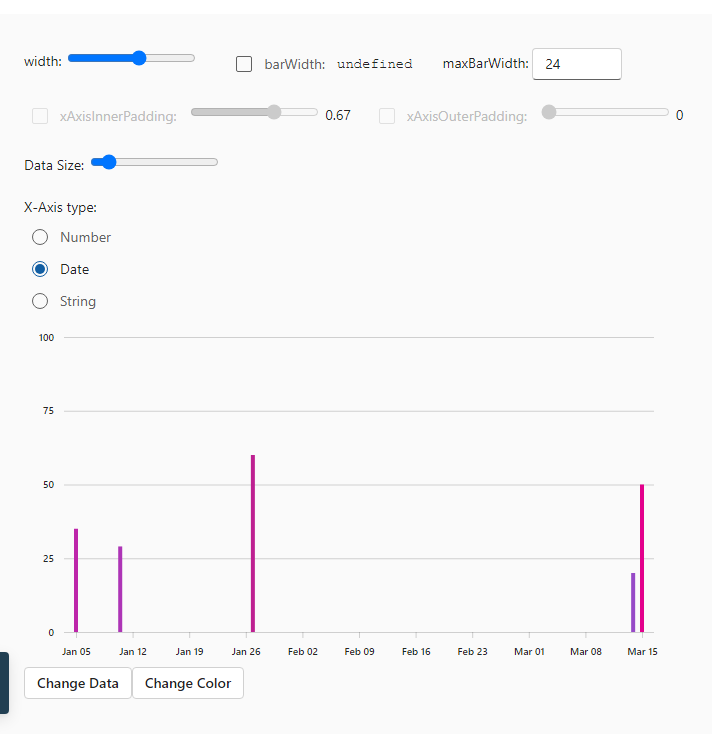 width: barWidth: undefined maxBarWidth: 24
xAxisInnerPadding: 0.67 xAxisOuterPadding: 0
Data Size:
X-Axis type:
Number
Date
String
100
75
50
25
0
Jan 05 Jan 12 Jan 19 Jan 26 Feb 02 Feb 09 Feb 16 Feb 23 Mar 01 Mar 08 Mar 15
Change Data Change Color